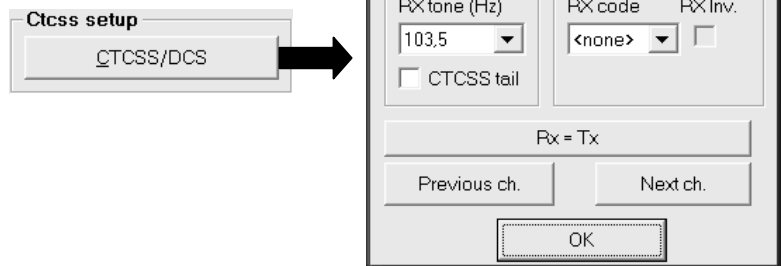 Ctcss setup
CTCSS/DCS
RX tone (Hz)
RX code RX Inv.
103,5
<none>
CTCSS tail
Rx = Tx
Previous ch.
Next ch.
OK